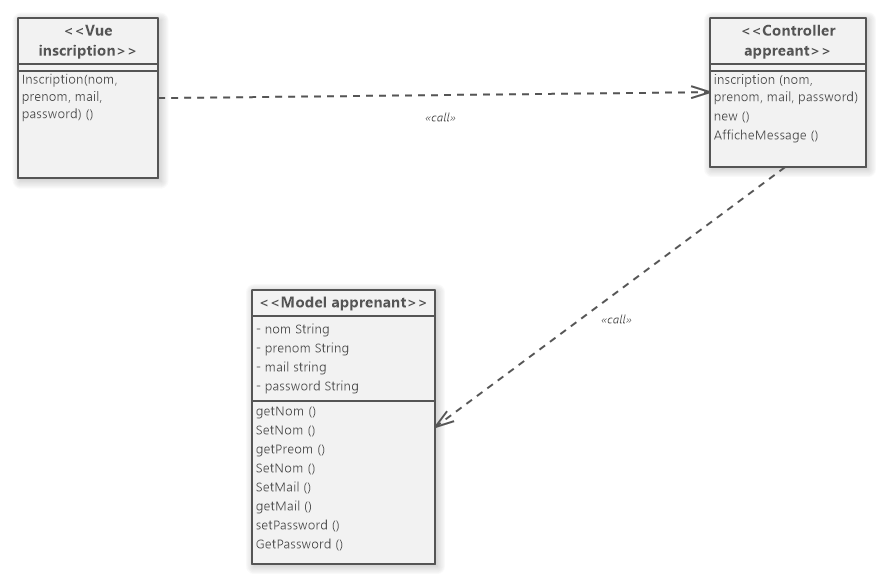 <<Vue
inscription>>
Inscription(nom,
prenom, mail,
password) ()
<<Controller
appreant>>
inscription (nom,
prenom, mail, password)
new ()
AfficheMessage ()
«call»
«call»
<<Model apprenant>>
- nom String
- prenom String
- mail string
- password String
getNom ()
SetNom ()
getPreom ()
SetNom ()
SetMail ()
getMail ()
setPassword ()
GetPassword ()